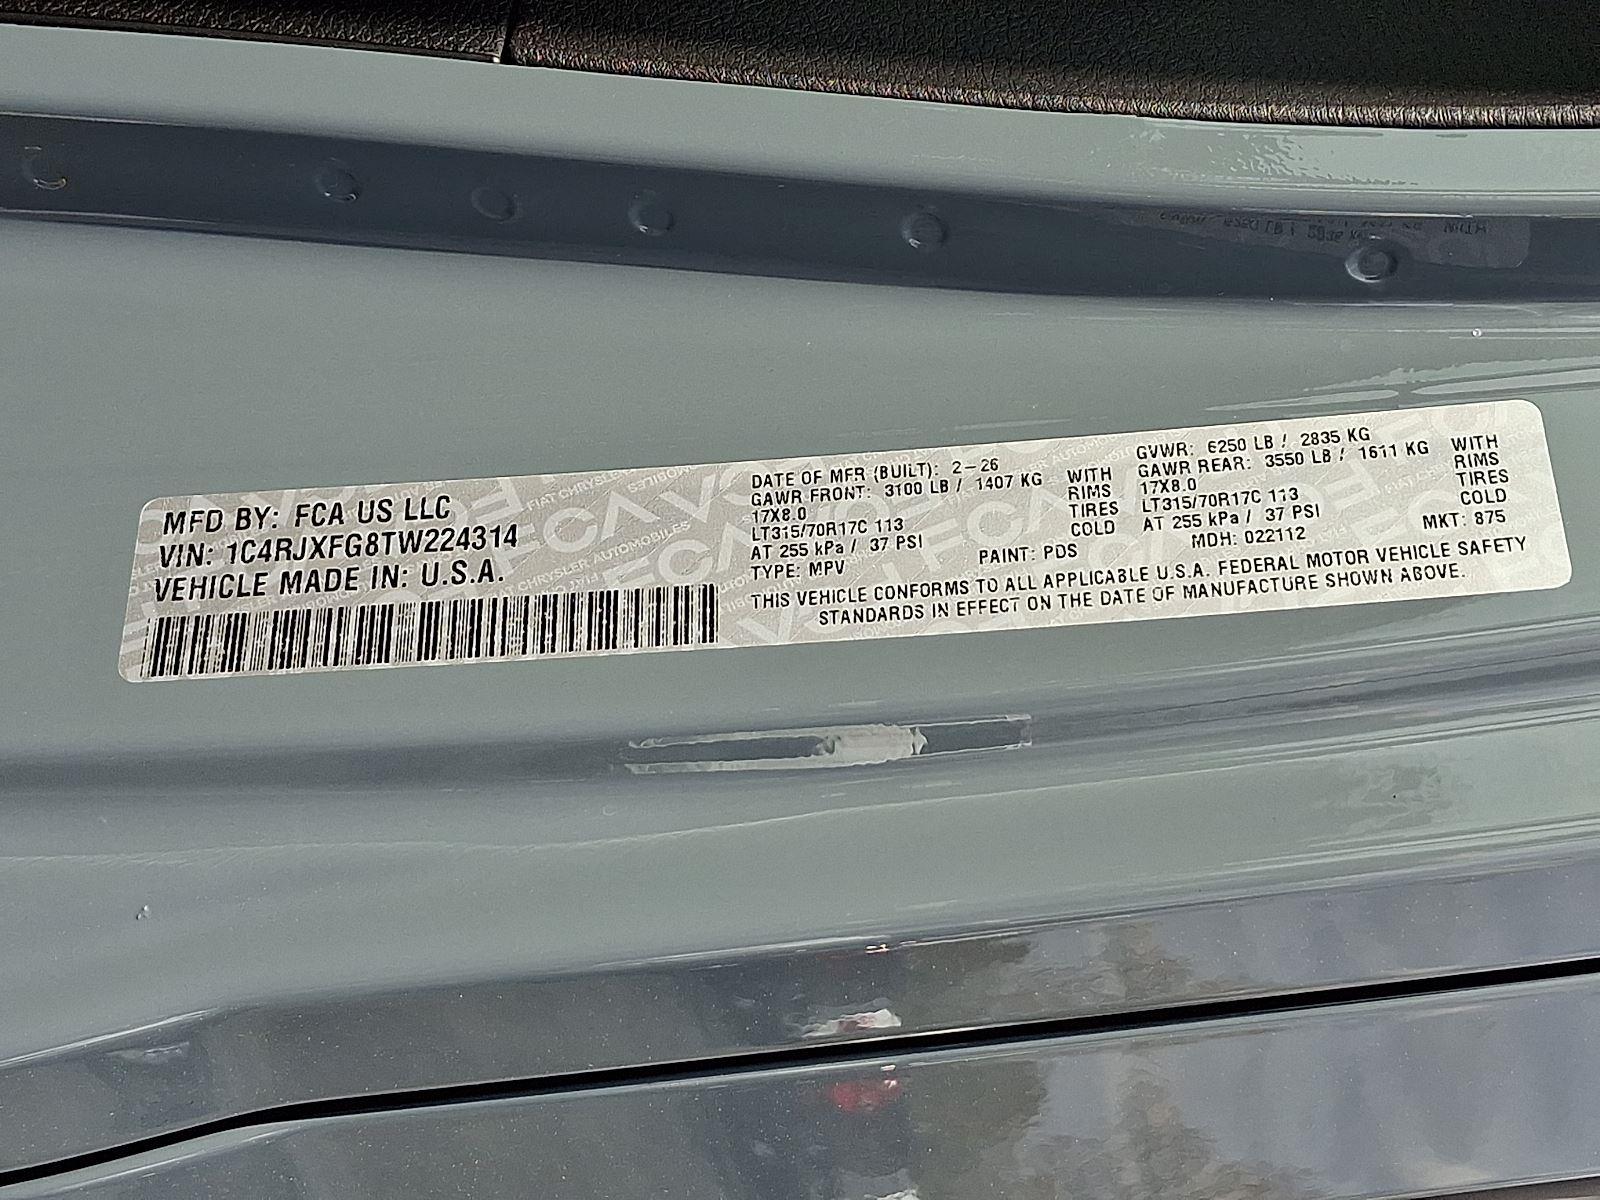 MFD BY: FCA US LLC
VIN: 1C4RJXFG8TW224314
VEHICLE MADE IN: U.S.A.
DATE OF MFR (BUILT): 2-26
GAWR FRONT: 3100 LB / 1407 KG WITH
17X8.0 RIMS
LT315/70R17C 113 TIRES
AT 255 kPa / 37 PSI COLD
TYPE: MPV PAINT: PDS
GVWR: 6250 LB / 2835 KG
GAWR REAR: 3550 LB / 1611 KG WITH
17X8.0 RIMS
LT315/70R17C 113 TIRES
AT 255 kPa / 37 PSI COLD
MDH: 022112 MKT: 875
THIS VEHICLE CONFORMS TO ALL APPLICABLE U.S.A. FEDERAL MOTOR VEHICLE SAFETY
STANDARDS IN EFFECT ON THE DATE OF MANUFACTURE SHOWN ABOVE.